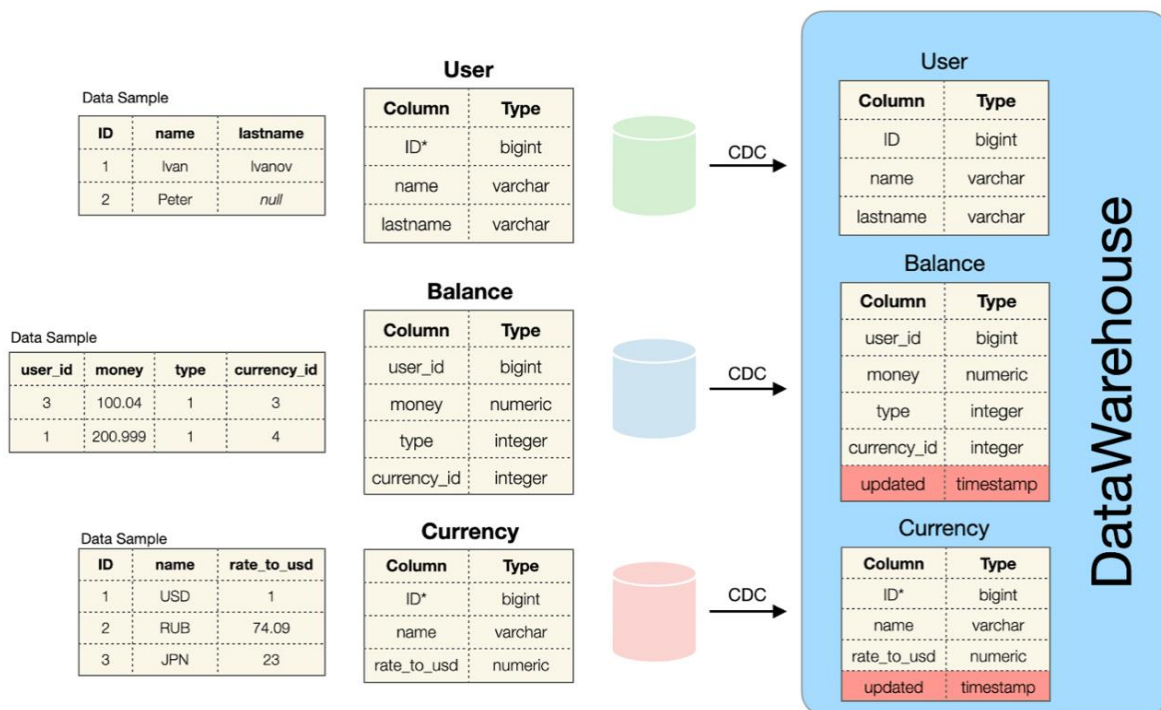 User
Data Sample
ID name lastname
1 Ivan Ivanov
2 Peter null
Column Type
ID* bigint
name varchar
lastname varchar
CDC
User
Column Type
ID bigint
name varchar
lastname varchar
Balance
Data Sample
user_id money type currency_id
3 100.04 1 3
1 200.999 1 4
Column Type
user_id bigint
money numeric
type integer
currency_id integer
CDC
Balance
Column Type
user_id bigint
money numeric
type integer
currency_id integer
updated timestamp
Currency
Data Sample
ID name rate_to_usd
1 USD 1
2 RUB 74.09
3 JPN 23
Column Type
ID* bigint
name varchar
rate_to_usd numeric
CDC
Currency
Column Type
ID* bigint
name varchar
rate_to_usd numeric
updated timestamp
DataWarehouse